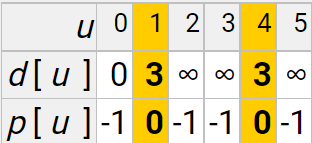 u 0 1 2 3 4 5
d[u] 0 3 ∞ ∞ 3 ∞
p[u] -1 0 -1 -1 0 -1